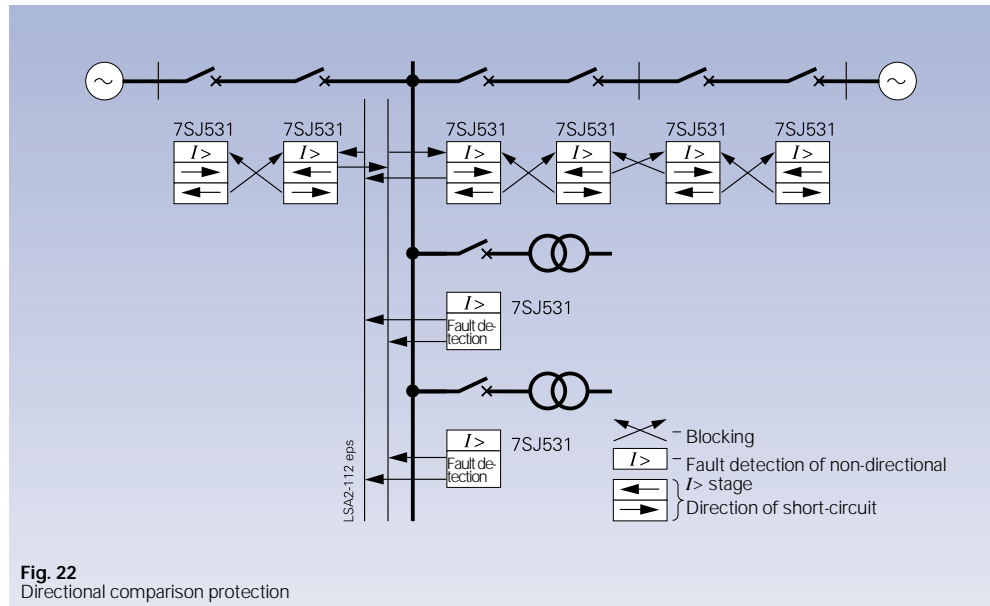 7SJ531 7SJ531 7SJ531 7SJ531 7SJ531 7SJ531
I> I> I> I> I> I>
I> 7SJ531
Fault de-
tection
I> 7SJ531
Fault de-
tection
LSA2-112 eps
Blocking
I> Fault detection of non-directional
I> stage
Direction of short-circuit
Fig. 22
Directional comparison protection